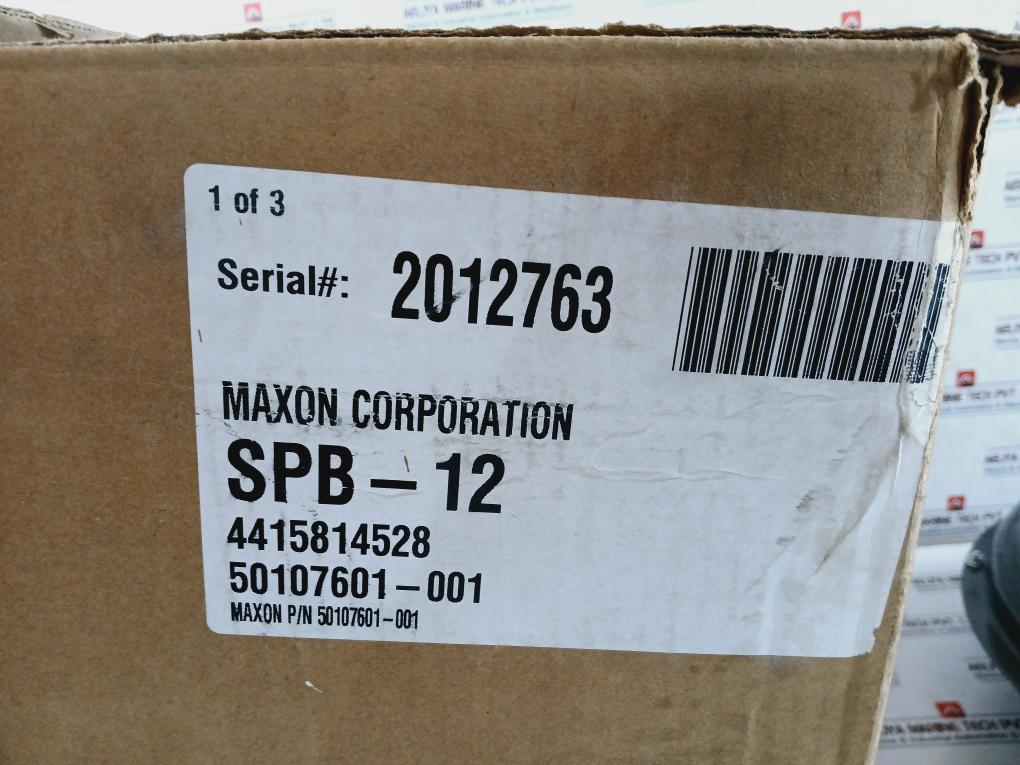 1 of 3
Serial#: 2012763
MAXON CORPORATION
SPB – 12
4415814528
50107601-001
MAXON P/N 50107601-001